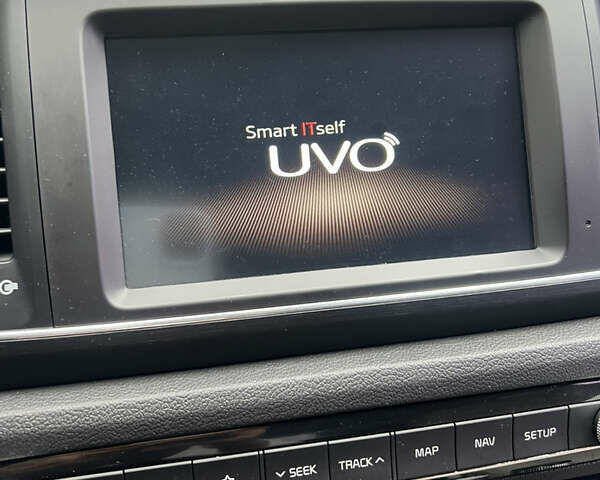 Smart ITself
UVO
SEEK
TRACK
MAP
NAV
SETUP